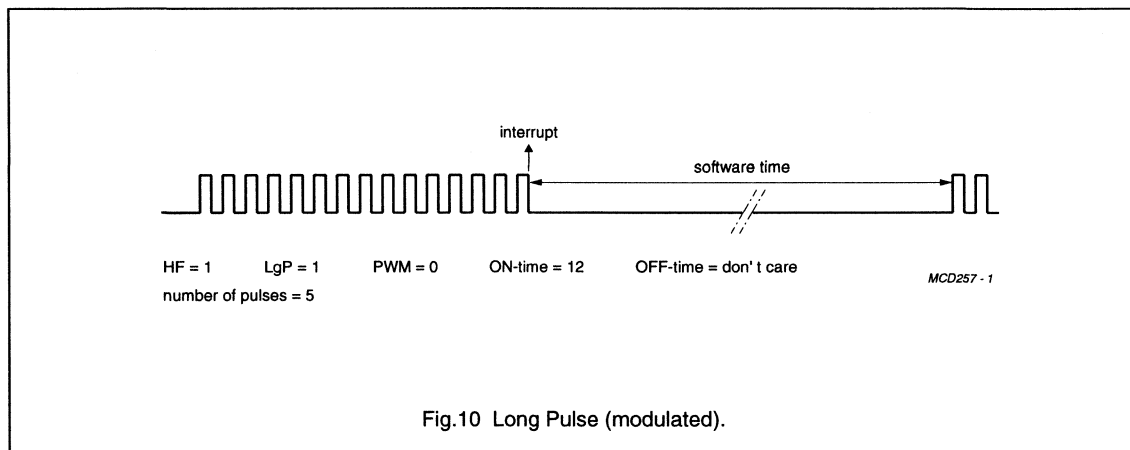 interrupt
software time
HF = 1 LgP = 1 PWM = 0 ON-time = 12 OFF-time = don' t care
number of pulses = 5
MCD257 - 1
Fig.10 Long Pulse (modulated).